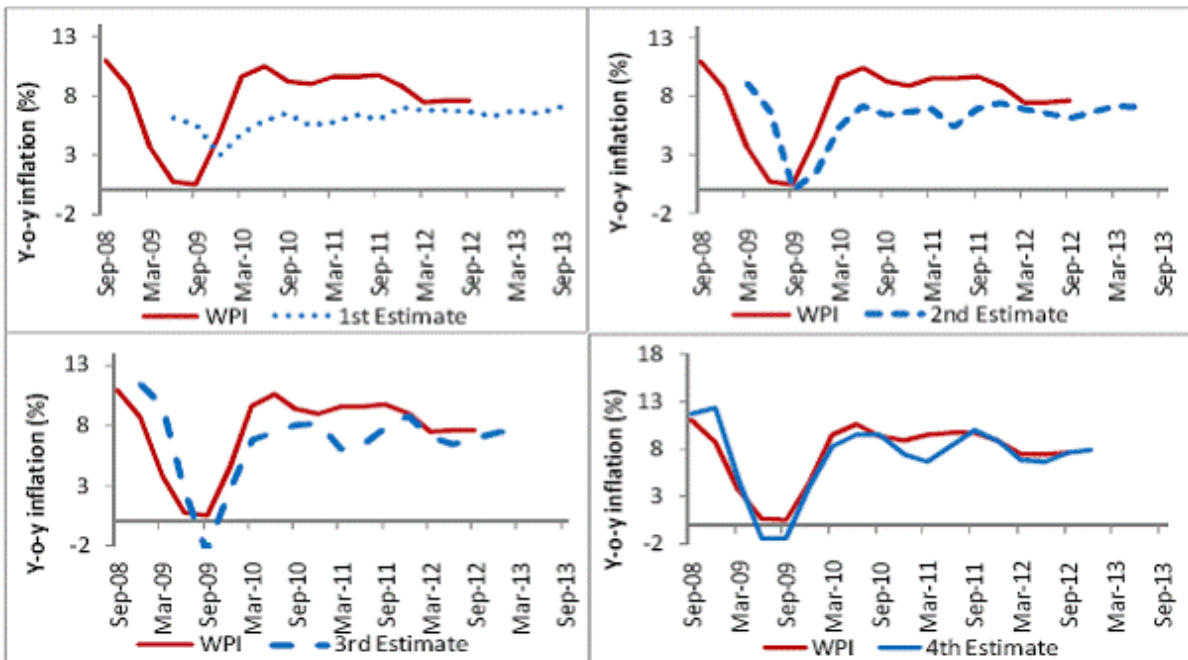 Y-o-y inflation (%)
13
8
3
-2
Sep-08
Mar-09
Sep-09
Mar-10
Sep-10
Mar-11
Sep-11
Mar-12
Sep-12
Mar-13
Sep-13
WPI
1st Estimate
Y-o-y inflation (%)
13
8
3
-2
Sep-08
Mar-09
Sep-09
Mar-10
Sep-10
Mar-11
Sep-11
Mar-12
Sep-12
Mar-13
Sep-13
WPI
2nd Estimate
Y-o-y inflation (%)
13
8
3
-2
Sep-08
Mar-09
Sep-09
Mar-10
Sep-10
Mar-11
Sep-11
Mar-12
Sep-12
Mar-13
Sep-13
WPI
3rd Estimate
Y-o-y inflation (%)
18
13
8
3
-2
Sep-08
Mar-09
Sep-09
Mar-10
Sep-10
Mar-11
Sep-11
Mar-12
Sep-12
Mar-13
Sep-13
WPI
4th Estimate